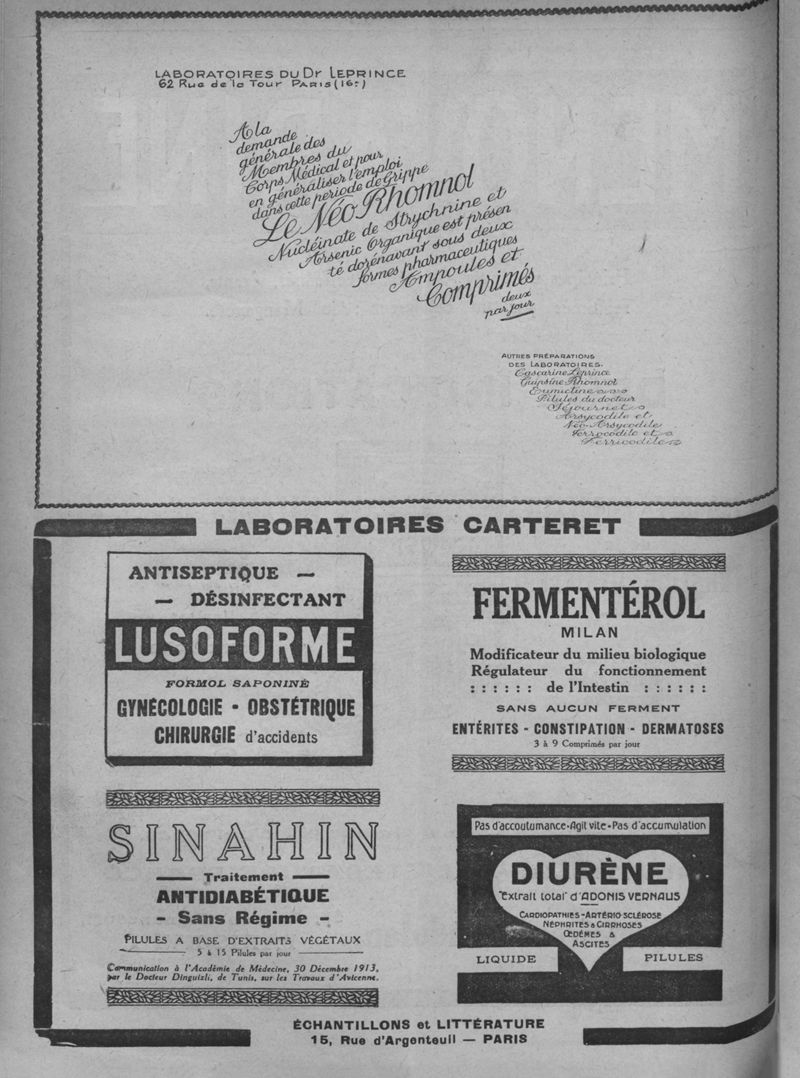 LABORATOIRES DU Dr LEPRINCE
62 Rue de la Tour PARIS (16e)
A la
demande
générale des
Membres du
Corps Médical et pour
en généraliser l'emploi
dans cette période de Grippe
Le Néo Rhomnol
Nucléinate de Strychnine et
Arsenic Organique est présen
té dorénavant sous deux
formes pharmaceutiques
Ampoules et
Comprimés
deux
par jour
AUTRES PRÉPARATIONS
DES LABORATOIRES.
Cascarine Leprince
Guipsine Rhomnol
Eumictine
Pilules du docteur
Séjournet
Arsycodile et
Néo-Arsycodile
Ferrocodile et
Ferricodile
LABORATOIRES CARTERET
ANTISEPTIQUE —
— DÉSINFECTANT
LUSOFORME
FORMOL SAPONINÉ
GYNÉCOLOGIE - OBSTÉTRIQUE
CHIRURGIE d'accidents
FERMENTÉROL
MILAN
Modificateur du milieu biologique
Régulateur du fonctionnement
: : : : : : de l'Intestin : : : : : :
SANS AUCUN FERMENT
ENTÉRITES - CONSTIPATION - DERMATOSES
3 à 9 Comprimés par jour
SINAHIN
— Traitement —
ANTIDIABÉTIQUE
- Sans Régime -
PILULES A BASE D'EXTRAITS VÉGÉTAUX
5 à 15 Pilules par jour
Communication à l'Académie de Médecine, 30 Décembre 1913,
par le Docteur Dinguizli, de Tunis, sur les Travaux d'Avicenne.
Pas d'accoutumance-Agit vite-Pas d'accumulation
DIURÈNE
"Extrait total" d'ADONIS VERNALIS
CARDIOPATHIES-ARTÉRIO SCLÉROSE
NÉPHRITES & CIRRHOSES
ŒDÈMES &
ASCITES
LIQUIDE
PILULES
ÉCHANTILLONS et LITTÉRATURE
15, Rue d'Argenteuil — PARIS